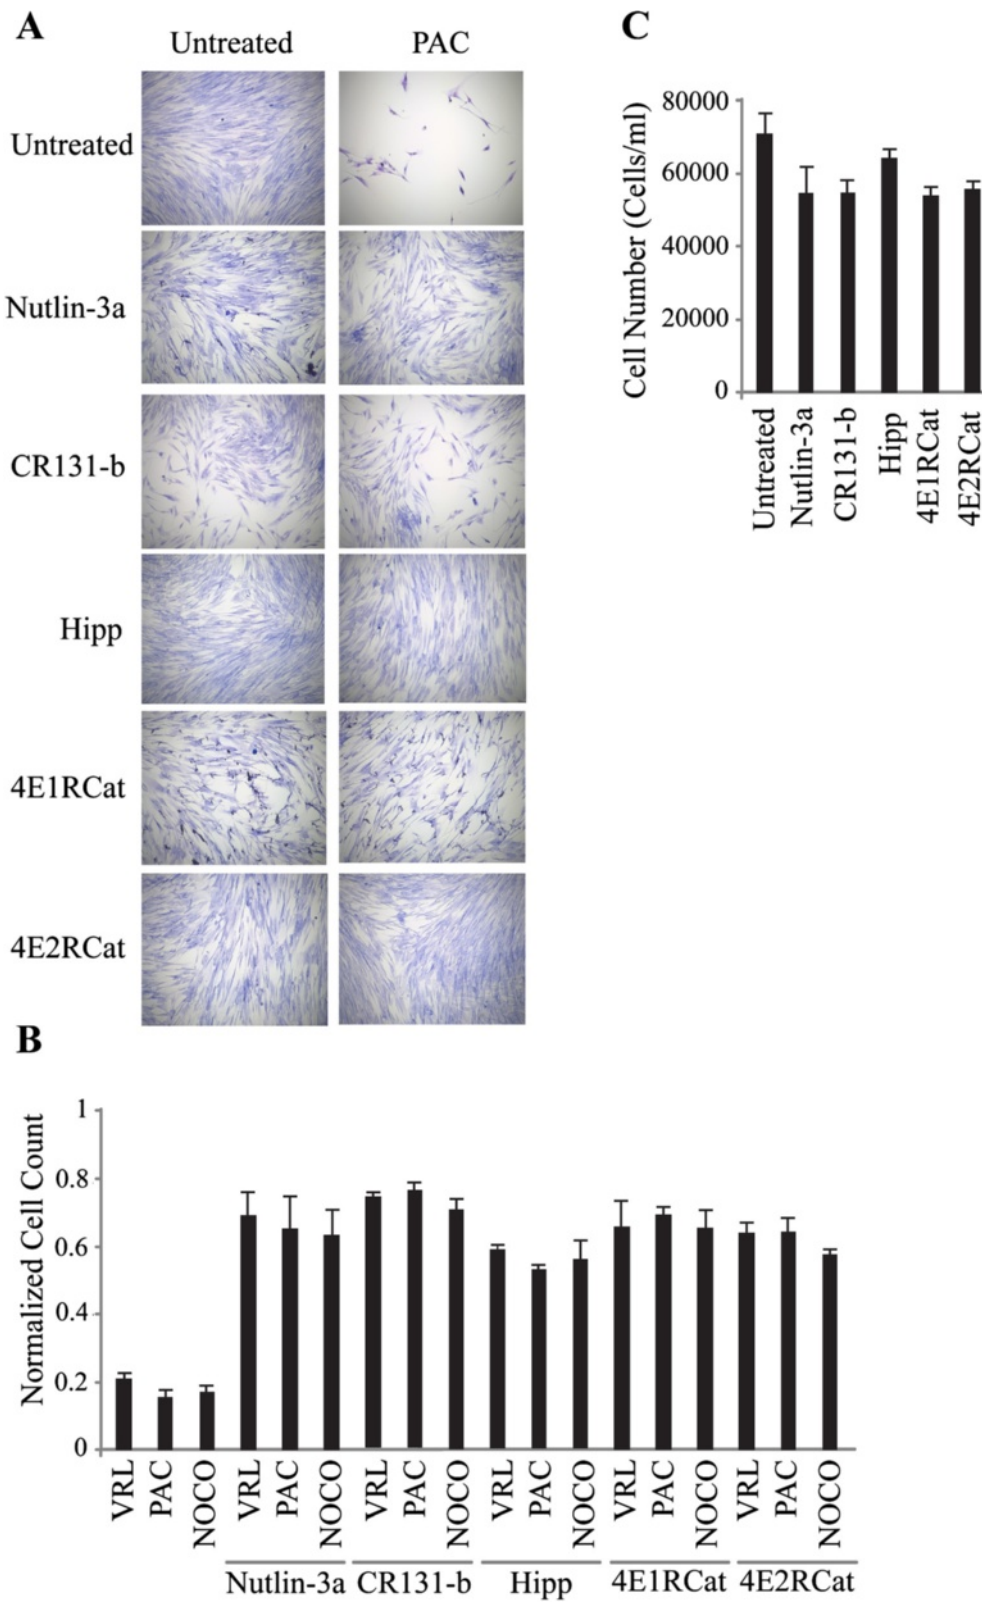 A
Untreated PAC
Untreated
Nutlin-3a
CR131-b
Hipp
4E1RCat
4E2RCat
C
Cell Number (Cells/ml)
80000
60000
40000
20000
0
Untreated
Nutlin-3a
CR131-b
Hipp
4E1RCat
4E2RCat
B
Normalized Cell Count
1
0.8
0.6
0.4
0.2
0
VRL PAC NOCO VRL PAC NOCO VRL PAC NOCO VRL PAC NOCO VRL PAC NOCO VRL PAC NOCO
Nutlin-3a CR131-b Hipp 4E1RCat 4E2RCat